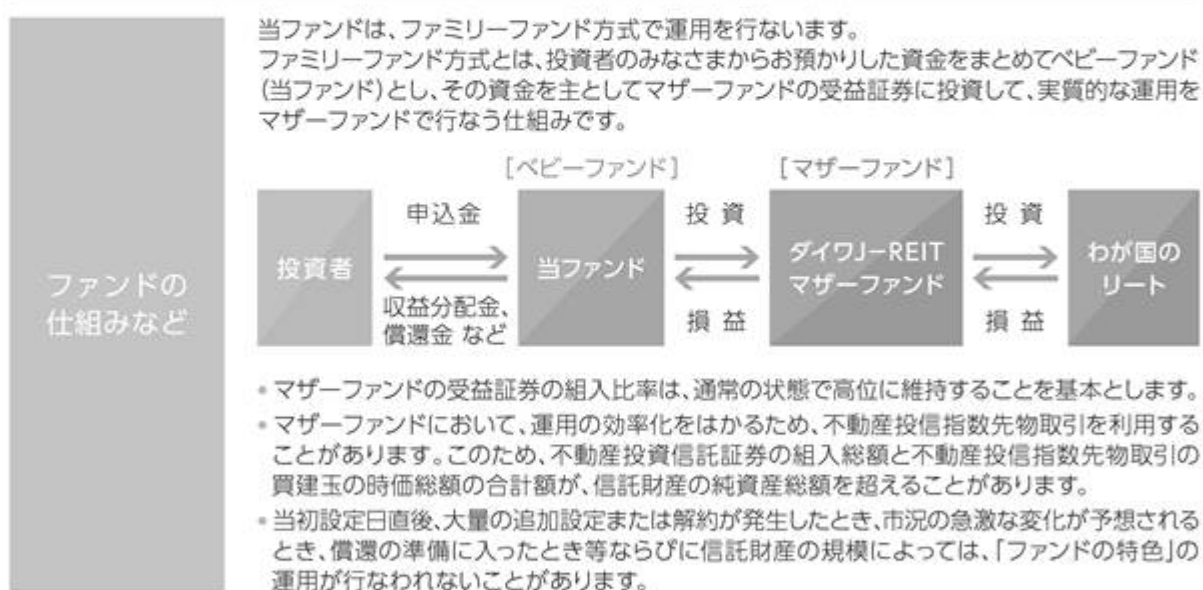 当ファンドは、ファミリーファンド方式で運用を行ないます。
ファミリーファンド方式とは、投資者のみなさまからお預かりした資金をまとめてベビーファンド
(当ファンド)とし、その資金を主としてマザーファンドの受益証券に投資して、実質的な運用を
マザーファンドで行なう仕組みです。
[ベビーファンド]
[マザーファンド]
申込金
投 資
投 資
投資者
当ファンド
ダイワJ-REIT
マザーファンド
わが国の
リート
収益分配金、
償還金 など
損 益
損 益
ファンドの
仕組みなど
• マザーファンドの受益証券の組入比率は、通常の状態で高位に維持することを基本とします。
• マザーファンドにおいて、運用の効率化をはかるため、不動産投信指数先物取引を利用する
ことがあります。このため、不動産投資信託証券の組入総額と不動産投信指数先物取引の
買建玉の時価総額の合計額が、信託財産の純資産総額を超えることがあります。
• 当初設定日直後、大量の追加設定または解約が発生したとき、市況の急激な変化が予想される
とき、償還の準備に入ったとき等ならびに信託財産の規模によっては、「ファンドの特色」の
運用が行なわれないことがあります。